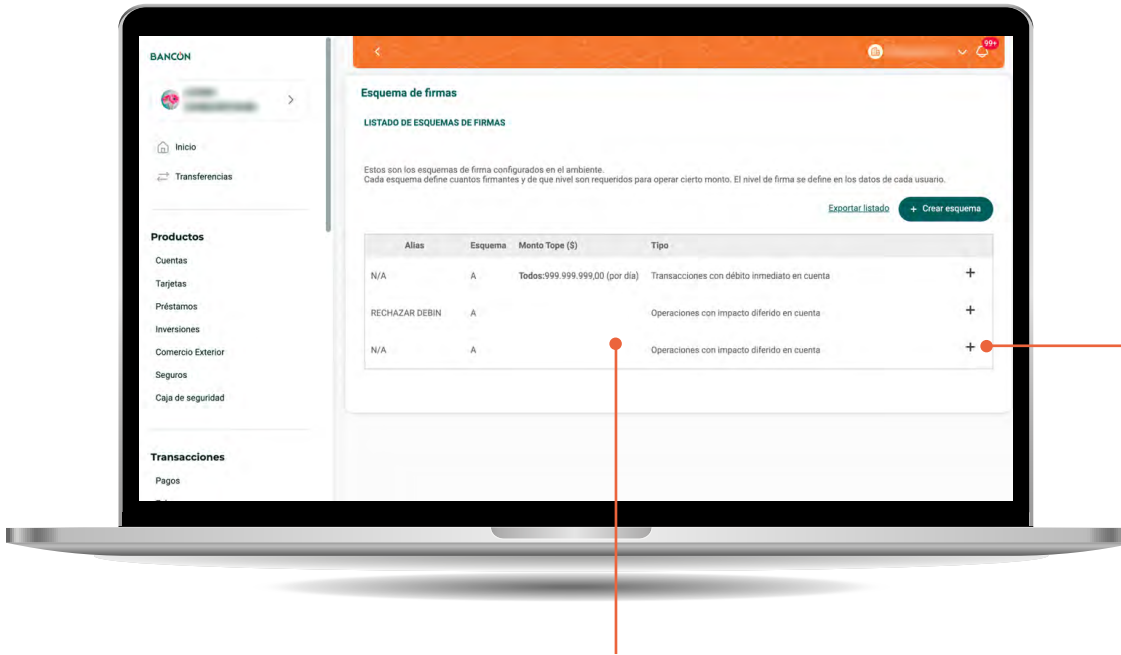 BANCÓN
99+
Inicio
Transferencias
Productos
Cuentas
Tarjetas
Préstamos
Inversiones
Comercio Exterior
Seguros
Caja de seguridad
Transacciones
Pagos
Esquema de firmas
LISTADO DE ESQUEMAS DE FIRMAS
Estos son los esquemas de firma configurados en el ambiente.
Cada esquema define cuantos firmantes y de que nivel son requeridos para operar cierto monto. El nivel de firma se define en los datos de cada usuario.
Exportar listado + Crear esquema
Alias Esquema Monto Tope ($) Tipo
N/A A Todos:999.999.999,00 (por día) Transacciones con débito inmediato en cuenta +
RECHAZAR DEBIN A Operaciones con impacto diferido en cuenta +
N/A A Operaciones con impacto diferido en cuenta +